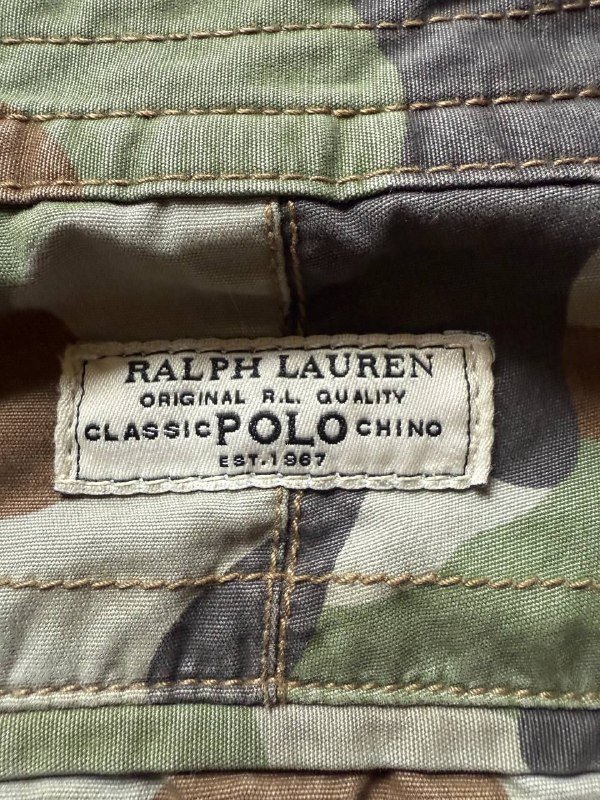 RALPH LAUREN
ORIGINAL R.L. QUALITY
CLASSIC POLO CHINO
EST. 1967